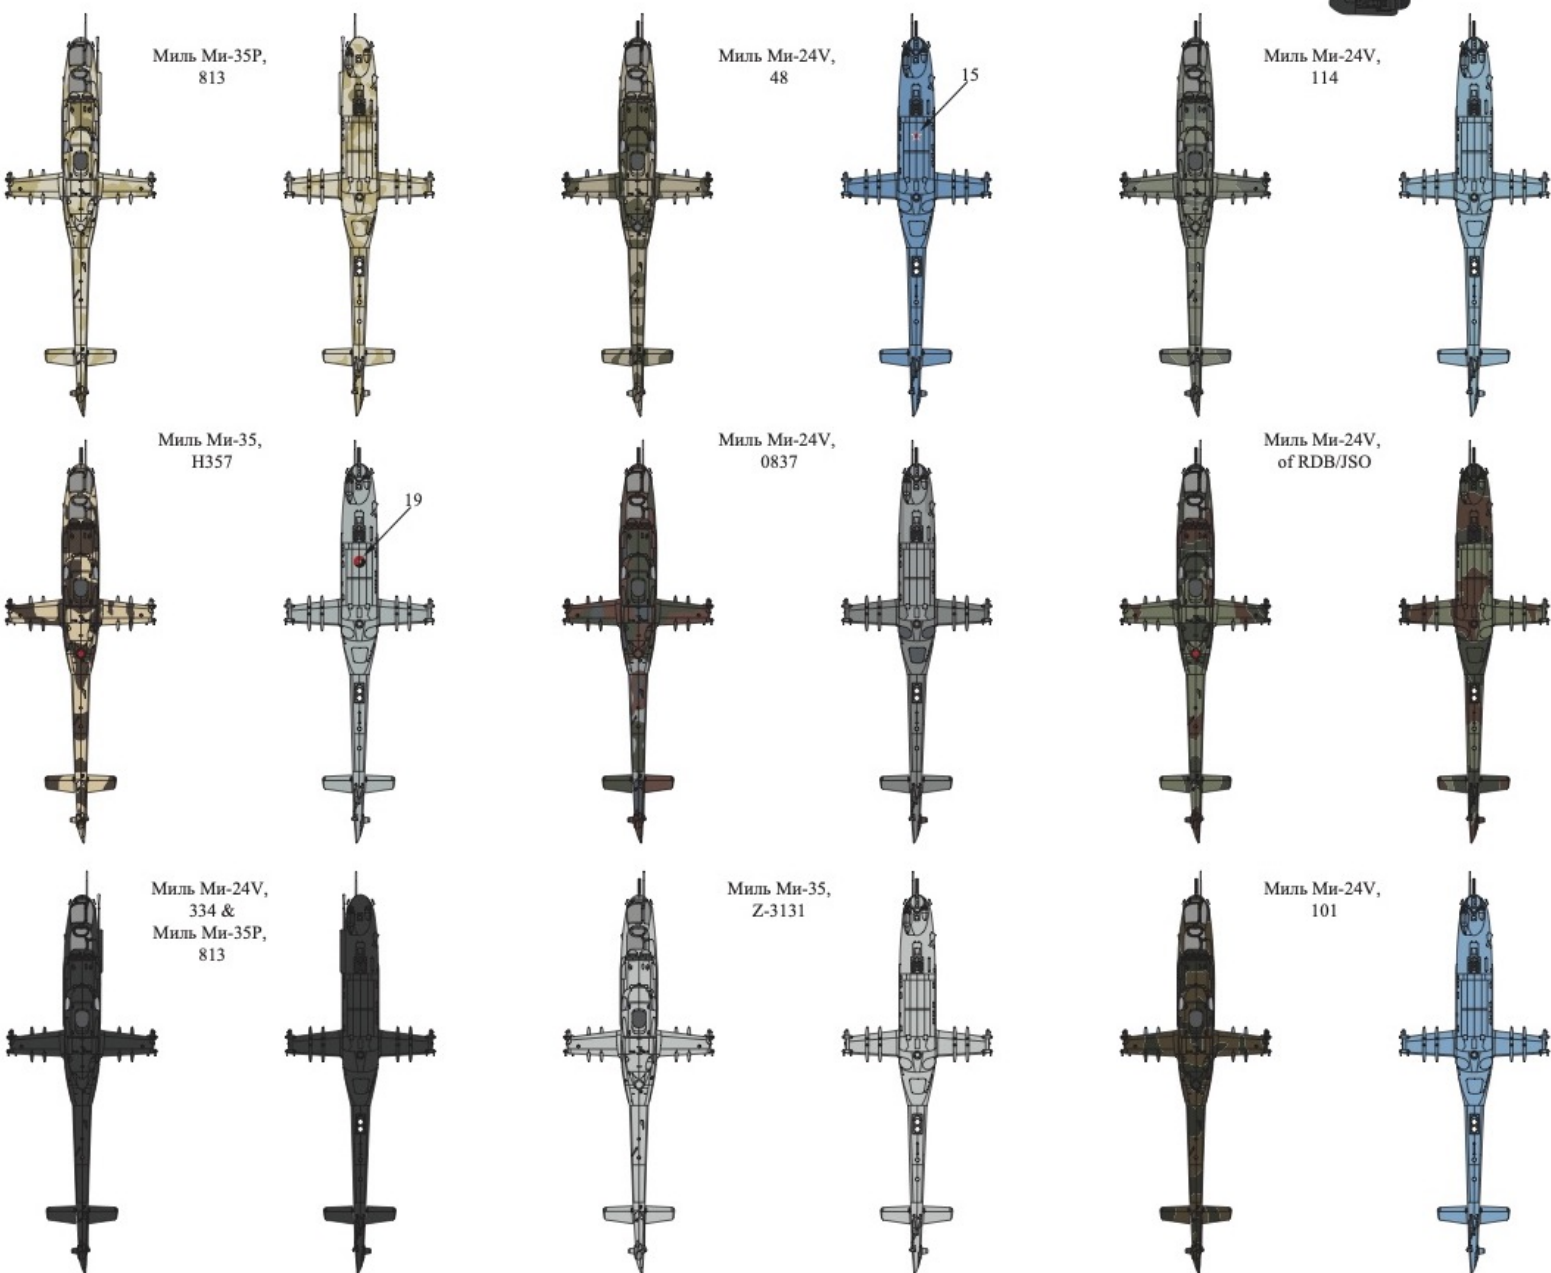 Миль Ми-35P,
813
Миль Ми-24V,
48
15
Миль Ми-24V,
114
Миль Ми-35,
H357
19
Миль Ми-24V,
0837
Миль Ми-24V,
of RDB/JSO
Миль Ми-24V,
334 &
Миль Ми-35P,
813
Миль Ми-35,
Z-3131
Миль Ми-24V,
101